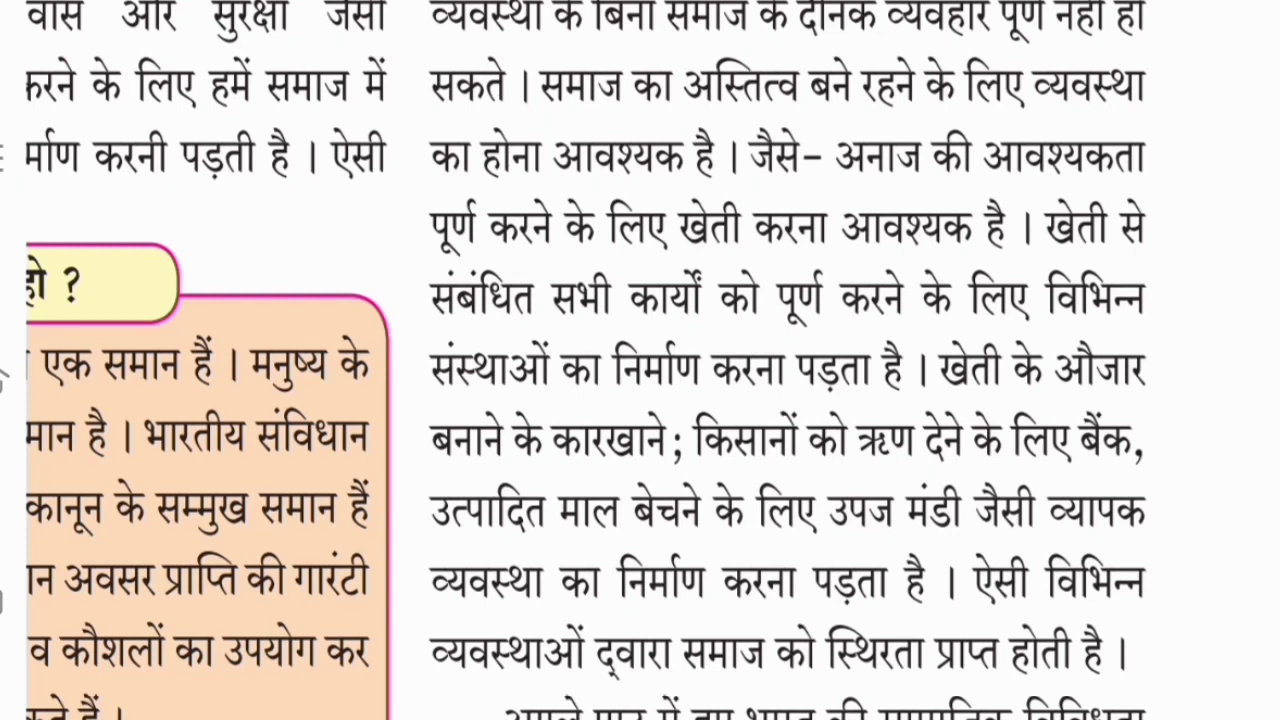 वास और सुरक्षा जैसी
करने के लिए हमें समाज में
र्माण करनी पड़ती है । ऐसी
हो ?
एक समान हैं । मनुष्य के
मान है । भारतीय संविधान
कानून के सम्मुख समान हैं
न अवसर प्राप्ति की गारंटी
व कौशलों का उपयोग कर
व्यवस्था के बिना समाज के दैनिक व्यवहार पूर्ण नहीं हो
सकते । समाज का अस्तित्व बने रहने के लिए व्यवस्था
का होना आवश्यक है । जैसे– अनाज की आवश्यकता
पूर्ण करने के लिए खेती करना आवश्यक है । खेती से
संबंधित सभी कार्यों को पूर्ण करने के लिए विभिन्न
संस्थाओं का निर्माण करना पड़ता है । खेती के औजार
बनाने के कारखाने; किसानों को ऋण देने के लिए बैंक,
उत्पादित माल बेचने के लिए उपज मंडी जैसी व्यापक
व्यवस्था का निर्माण करना पड़ता है । ऐसी विभिन्न
व्यवस्थाओं द्‌वारा समाज को स्थिरता प्राप्त होती है ।